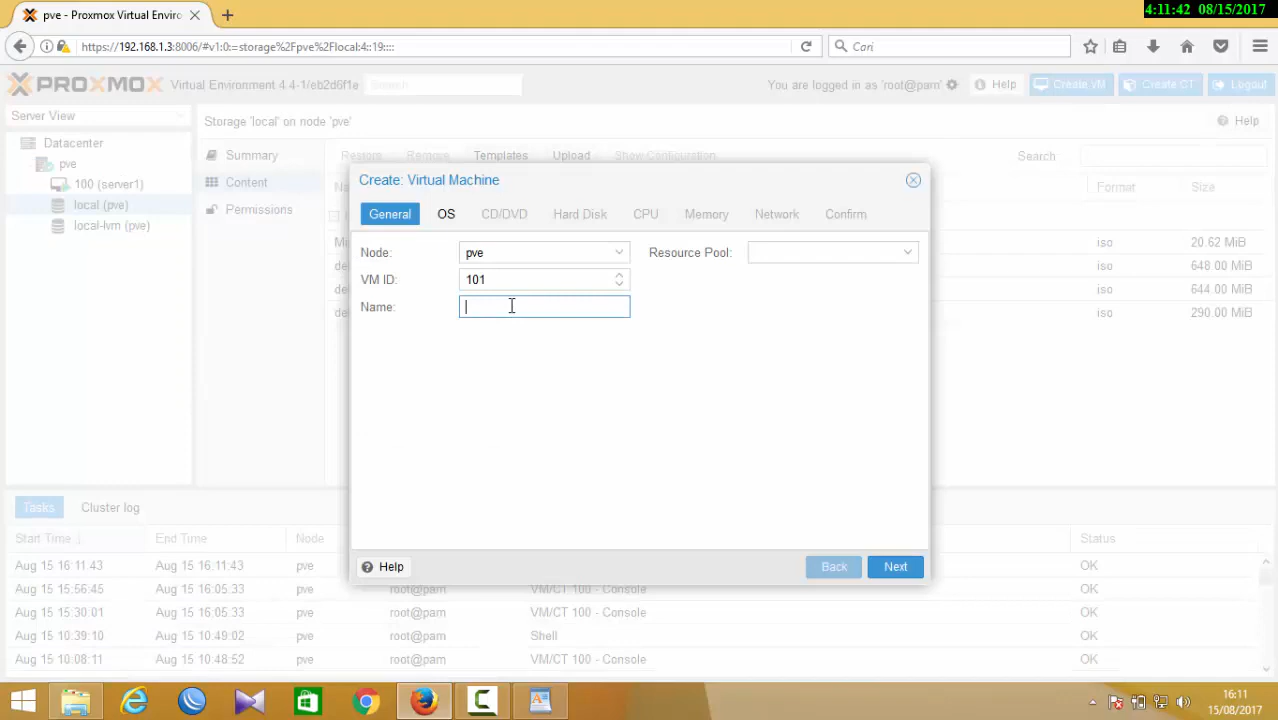 4:11:42 08/15/2017
pve - Proxmox Virtual Enviro
https://192.168.1.3:8006/#v1:0:=storage%2Fpve%2Flocal:4::19::::
Cari
PROXMOX Virtual Environment 4.4-1/eb2d6f1e Search
You are logged in as 'root@pam' Help Create VM Create CT Logout
Server View
Storage 'local' on node 'pve' Help
Datacenter
pve
100 (server1)
local (pve)
local-lvm (pve)
Summary
Content
Permissions
Restore Remove Templates Upload Show Configuration Search:
Format Size
iso 20.62 MiB
iso 648.00 MiB
iso 644.00 MiB
iso 290.00 MiB
Create: Virtual Machine
General OS CD/DVD Hard Disk CPU Memory Network Confirm
Node: pve Resource Pool:
VM ID: 101
Name:
Help Back Next
Tasks Cluster log
Start Time End Time Node Status
Aug 15 16:11:43 Aug 15 16:11:43 pve OK
Aug 15 15:56:45 Aug 15 16:05:33 pve root@pam VM/CT 100 - Console OK
Aug 15 15:30:01 Aug 15 16:05:33 pve root@pam VM/CT 100 - Console OK
Aug 15 10:39:10 Aug 15 10:49:02 pve root@pam Shell OK
Aug 15 10:08:11 Aug 15 10:48:52 pve root@pam VM/CT 100 - Console OK
16:11
15/08/2017